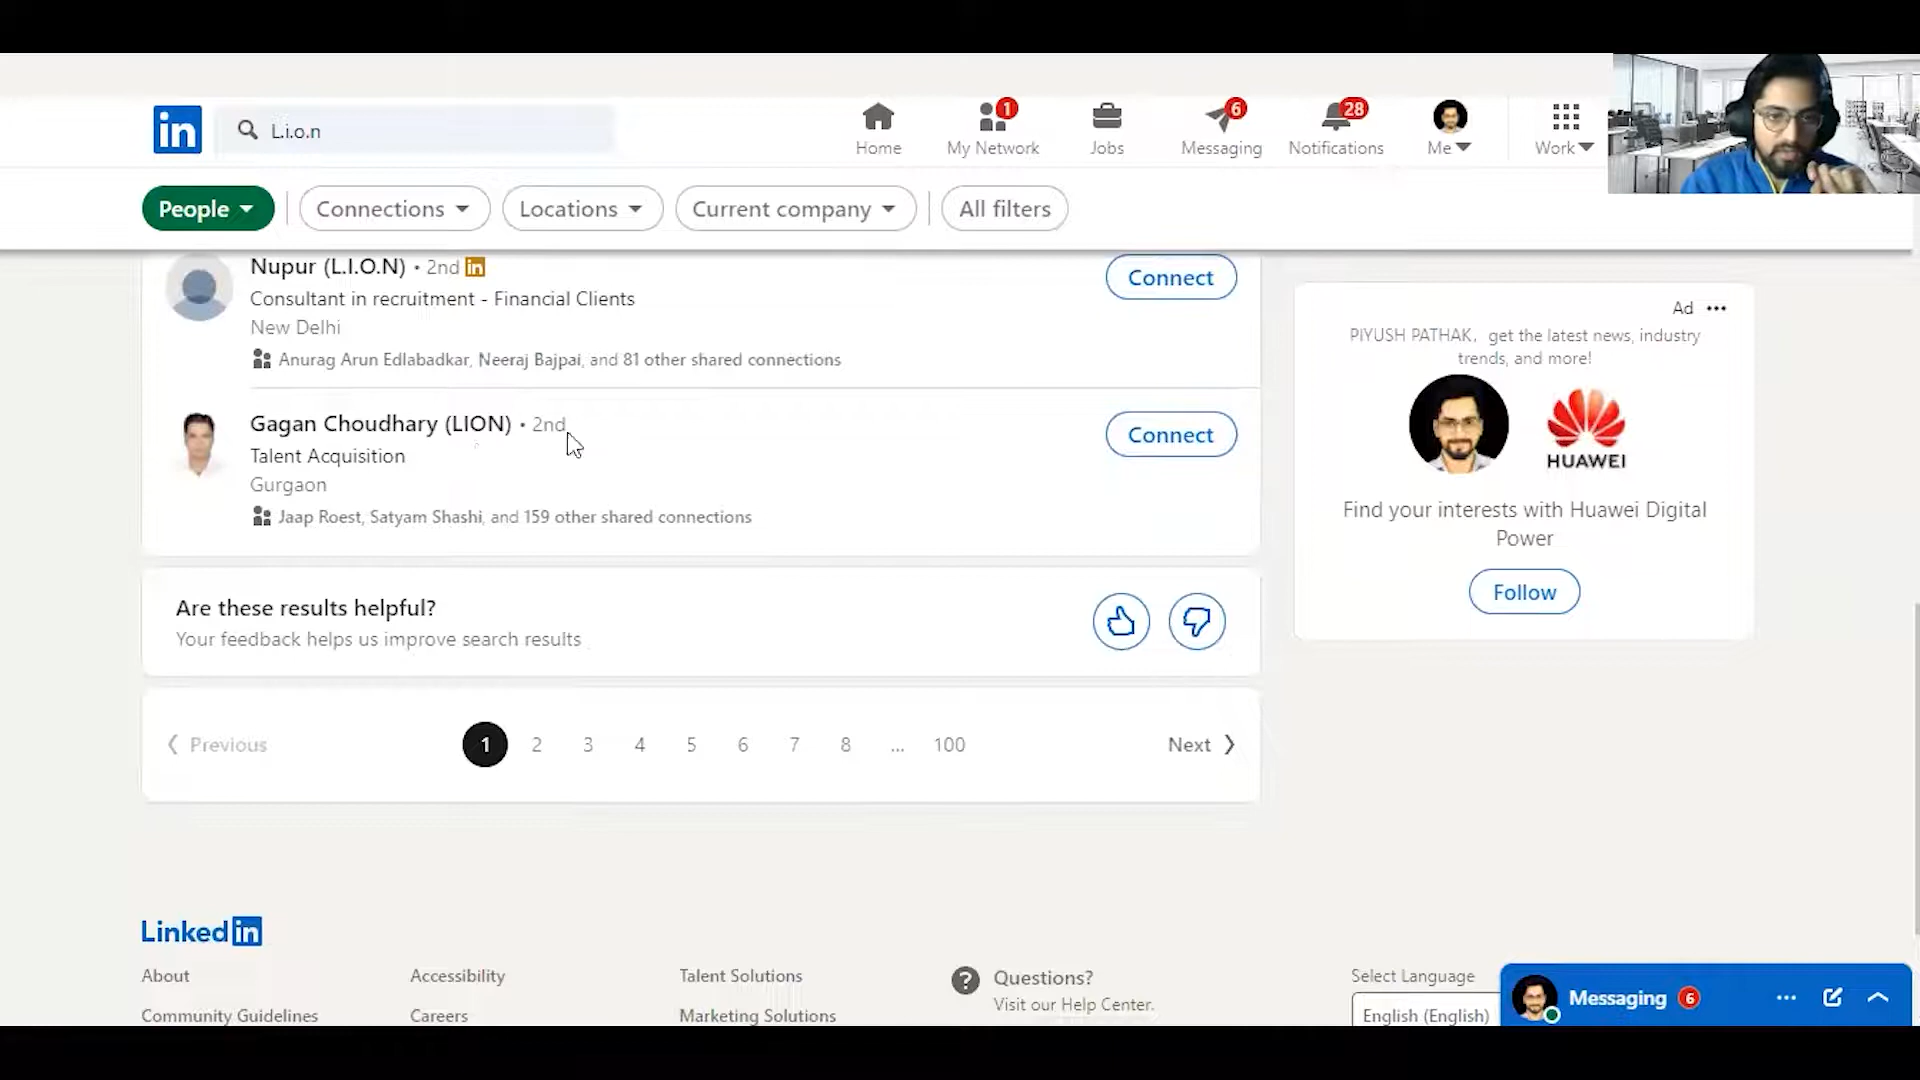 in
L.i.o.n
1
6
28
Home
My Network
Jobs
Messaging
Notifications
Me
Work
People
Connections
Locations
Current company
All filters
Nupur (L.I.O.N) • 2nd in
Connect
Consultant in recruitment - Financial Clients
New Delhi
Anurag Arun Edlabadkar, Neeraj Bajpai, and 81 other shared connections
Gagan Choudhary (LION) • 2nd
Connect
Talent Acquisition
Gurgaon
Jaap Roest, Satyam Shashi, and 159 other shared connections
Ad
PIYUSH PATHAK, get the latest news, industry
trends, and more!
HUAWEI
Find your interests with Huawei Digital
Power
Follow
Are these results helpful?
Your feedback helps us improve search results
Previous 1 2 3 4 5 6 7 8 ... 100 Next
Linked in
About
Accessibility
Talent Solutions
? Questions?
Select Language
Community Guidelines
Careers
Marketing Solutions
Visit our Help Center.
English (English)
Messaging 6